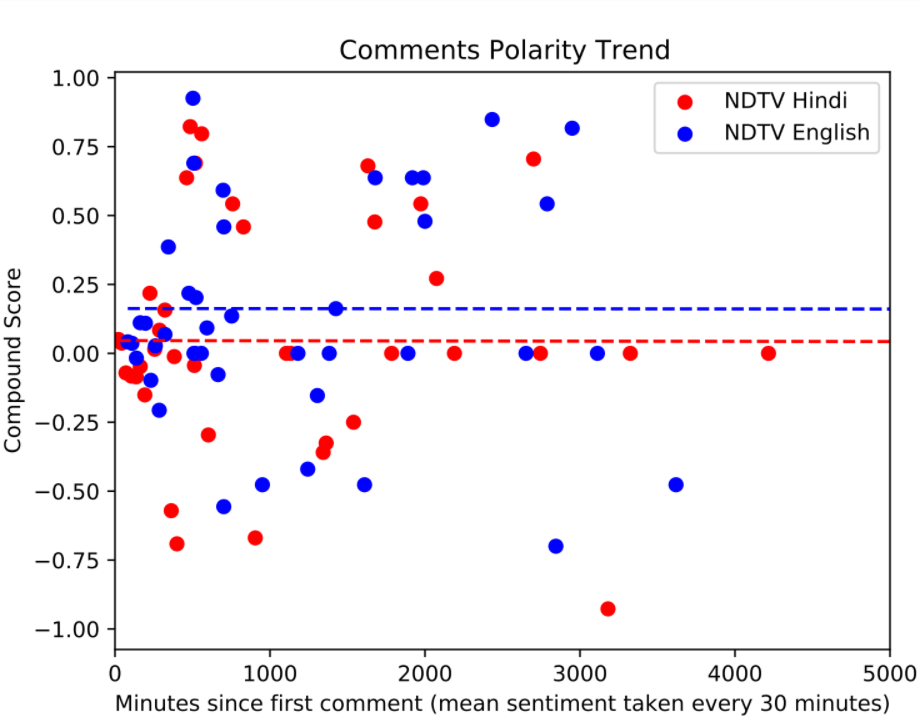 Comments Polarity Trend
1.00
0.75
0.50
0.25
0.00
−0.25
−0.50
−0.75
−1.00
Compound Score
NDTV Hindi
NDTV English
0 1000 2000 3000 4000 5000
Minutes since first comment (mean sentiment taken every 30 minutes)